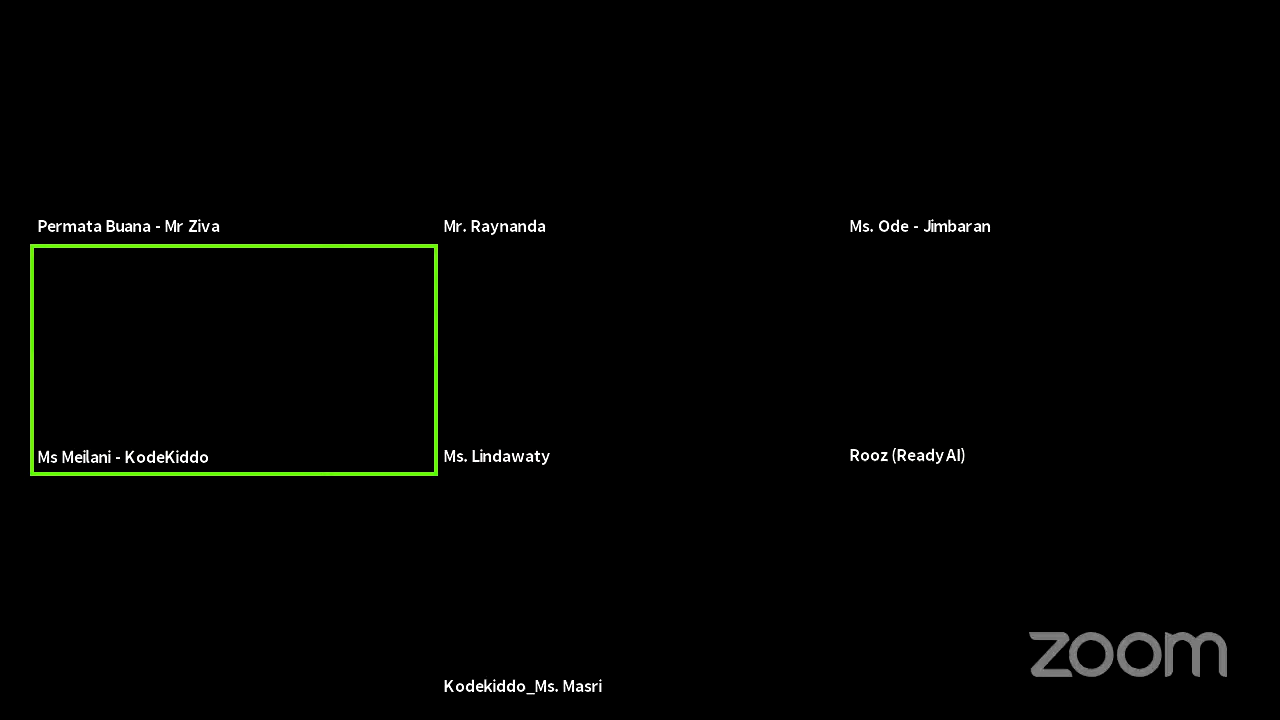 Permata Buana - Mr Ziva
Mr. Raynanda
Ms. Ode - Jimbaran
Ms Meilani - KodeKiddo
Ms. Lindawaty
Rooz (Ready AI)
Kodekiddo_Ms. Masri
zoom